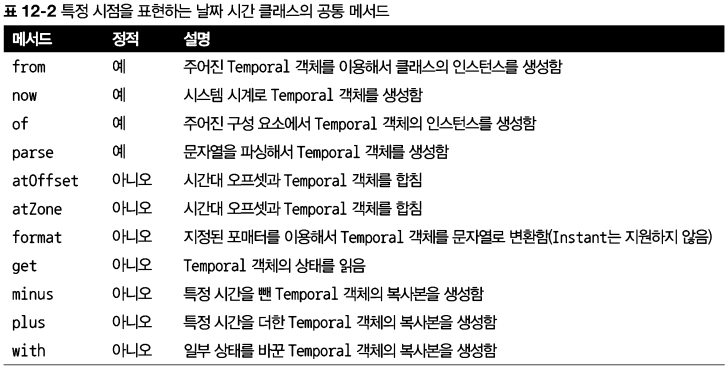 표 12-2 특정 시점을 표현하는 날짜 시간 클래스의 공통 메서드
메서드 정적 설명
from 예 주어진 Temporal 객체를 이용해서 클래스의 인스턴스를 생성함
now 예 시스템 시계로 Temporal 객체를 생성함
of 예 주어진 구성 요소에서 Temporal 객체의 인스턴스를 생성함
parse 예 문자열을 파싱해서 Temporal 객체를 생성함
atOffset 아니오 시간대 오프셋과 Temporal 객체를 합침
atZone 아니오 시간대 오프셋과 Temporal 객체를 합침
format 아니오 지정된 포매터를 이용해서 Temporal 객체를 문자열로 변환함(Instant는 지원하지 않음)
get 아니오 Temporal 객체의 상태를 읽음
minus 아니오 특정 시간을 뺀 Temporal 객체의 복사본을 생성함
plus 아니오 특정 시간을 더한 Temporal 객체의 복사본을 생성함
with 아니오 일부 상태를 바꾼 Temporal 객체의 복사본을 생성함